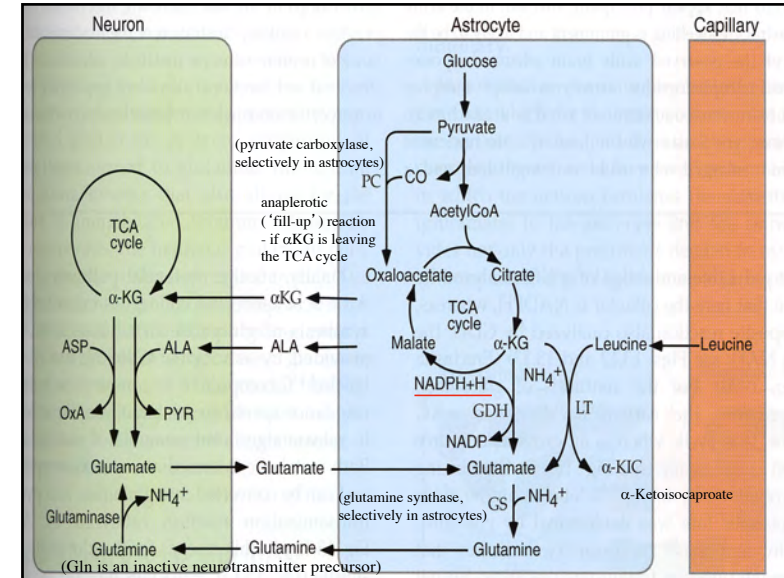 Neuron
Astrocyte
Capillary
Glucose
Pyruvate
(pyruvate carboxylase,
selectively in astrocytes)
PC
CO
AcetylCoA
anaplerotic
('fill-up') reaction
- if αKG is leaving
the TCA cycle
TCA
cycle
Oxaloacetate
Citrate
α-KG
αKG
TCA
cycle
Malate
α-KG
ASP
ALA
ALA
Leucine
Leucine
NADPH+H
NH4+
OxA
PYR
GDH
LT
NADP
Glutamate
Glutamate
Glutamate
α-KIC
NH4+
(glutamine synthase,
selectively in astrocytes)
GS
NH4+
α-Ketoisocaproate
Glutaminase
Glutamine
Glutamine
Glutamine
(Gln is an inactive neurotransmitter precursor)